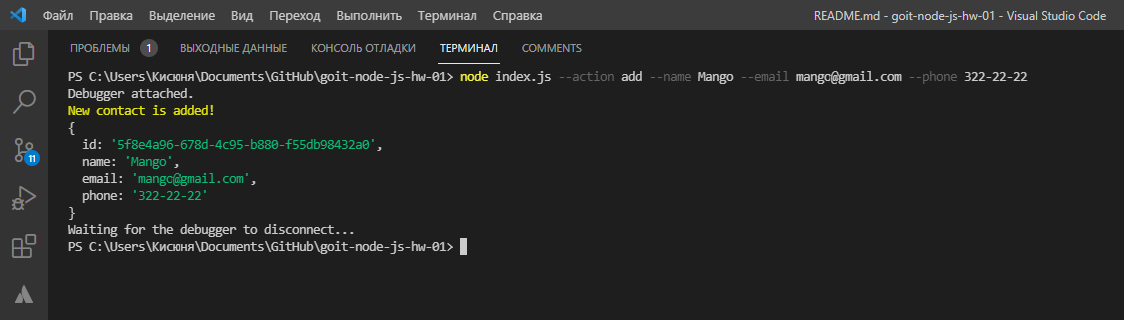 Файл Правка Выделение Вид Переход Выполнить Терминал Справка README.md - goit-node-js-hw-01 - Visual Studio Code
ПРОБЛЕМЫ 1 ВЫХОДНЫЕ ДАННЫЕ КОНСОЛЬ ОТЛАДКИ ТЕРМИНАЛ COMMENTS
PS C:\Users\Кисюня\Documents\GitHub\goit-node-js-hw-01> node index.js --action add --name Mango --email mango@gmail.com --phone 322-22-22
Debugger attached.
New contact is added!
{
  id: '5f8e4a96-678d-4c95-b880-f55db98432a0',
  name: 'Mango',
  email: 'mango@gmail.com',
  phone: '322-22-22'
}
Waiting for the debugger to disconnect...
PS C:\Users\Кисюня\Documents\GitHub\goit-node-js-hw-01>
11